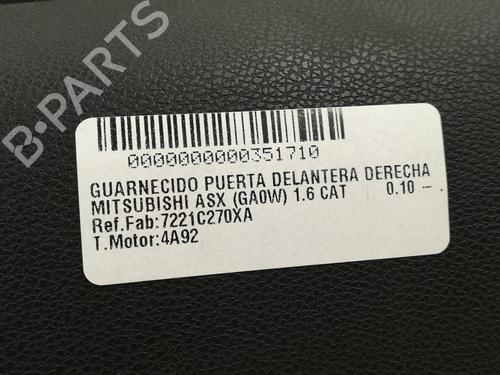 B-PARTS
0000000000351710
GUARNECIDO PUERTA DELANTERA DERECHA
MITSUBISHI ASX (GA0W) 1.6 CAT 0.10 –.
Ref.Fab:7221C270XA
T.Motor:4A92